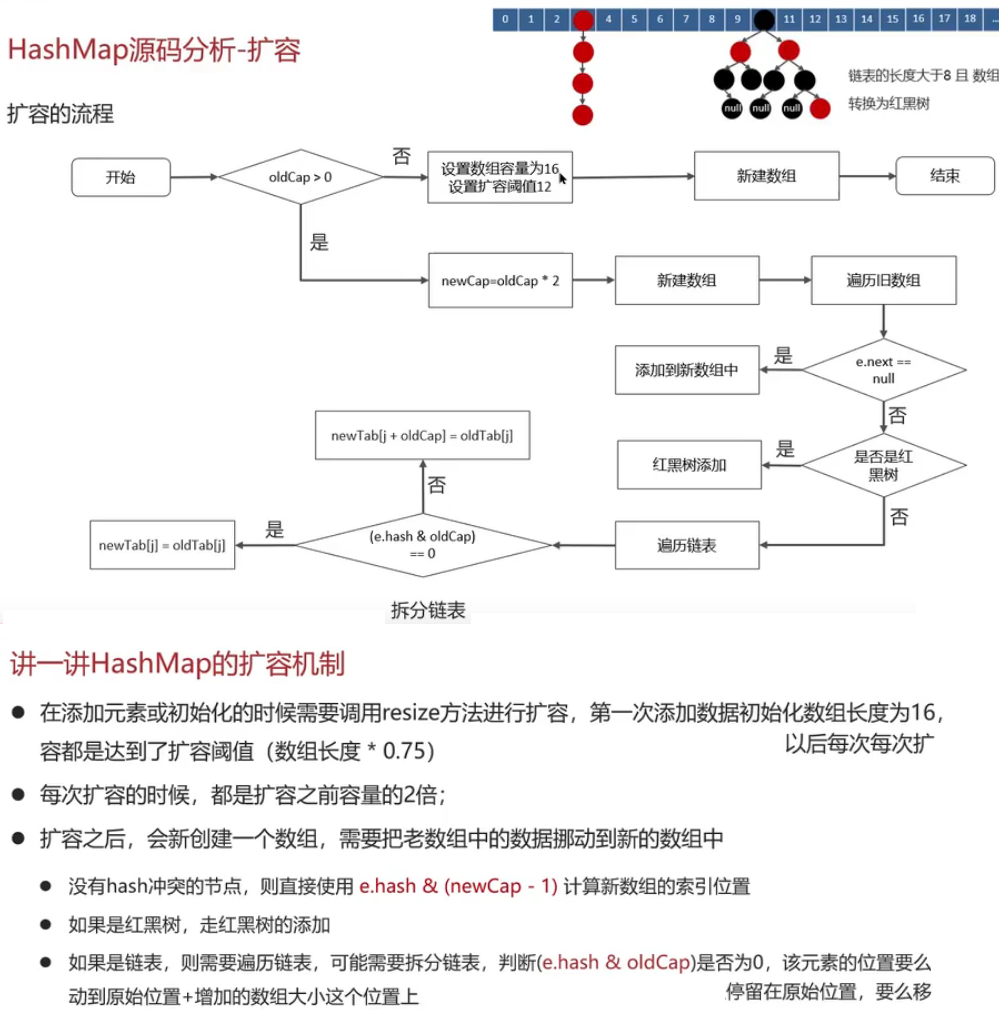 0 1 2 4 5 6 7 8 9 11 12 13 14 15 16 17 18 ...
HashMap源码分析-扩容
链表的长度大于8 且 数组
转换为红黑树
null null null
扩容的流程
开始
oldCap > 0
否
设置数组容量为16
设置扩容阈值12
新建数组
结束
是
newCap=oldCap * 2
新建数组
遍历旧数组
e.next ==
null
是
添加到新数组中
否
是否是红
黑树
是
红黑树添加
否
遍历链表
(e.hash & oldCap)
== 0
否
newTab[j + oldCap] = oldTab[j]
是
newTab[j] = oldTab[j]
拆分链表
讲一讲HashMap的扩容机制
在添加元素或初始化的时候需要调用resize方法进行扩容，第一次添加数据初始化数组长度为16，
以后每次每次扩
容都是达到了扩容阈值（数组长度 * 0.75）
每次扩容的时候，都是扩容之前容量的2倍；
扩容之后，会新创建一个数组，需要把老数组中的数据挪动到新的数组中
没有hash冲突的节点，则直接使用 e.hash & (newCap - 1) 计算新数组的索引位置
如果是红黑树，走红黑树的添加
如果是链表，则需要遍历链表，可能需要拆分链表，判断(e.hash & oldCap)是否为0，该元素的位置要么
停留在原始位置，要么移
动到原始位置+增加的数组大小这个位置上